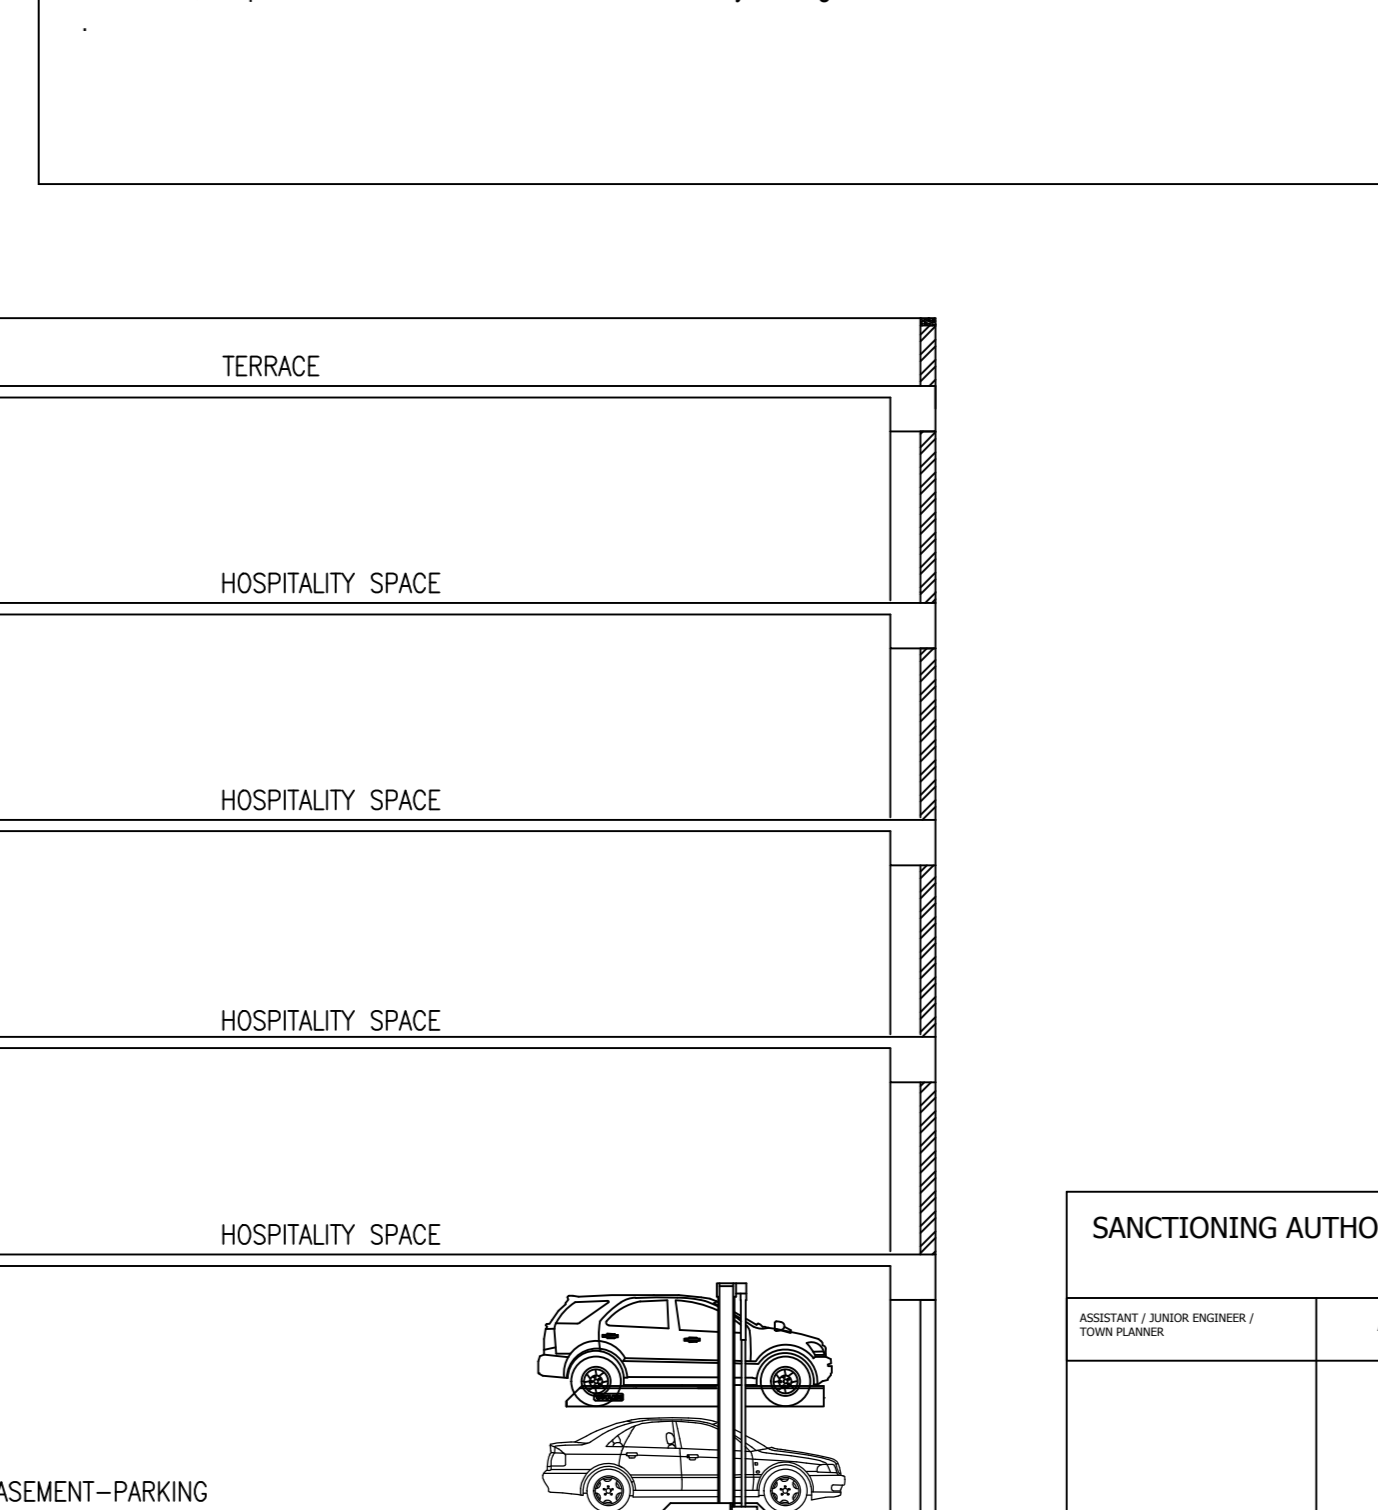 TERRACE
HOSPITALITY SPACE
HOSPITALITY SPACE
HOSPITALITY SPACE
HOSPITALITY SPACE
SANCTIONING AUTHO
ASSISTANT / JUNIOR ENGINEER /
TOWN PLANNER
ASEMENT-PARKING